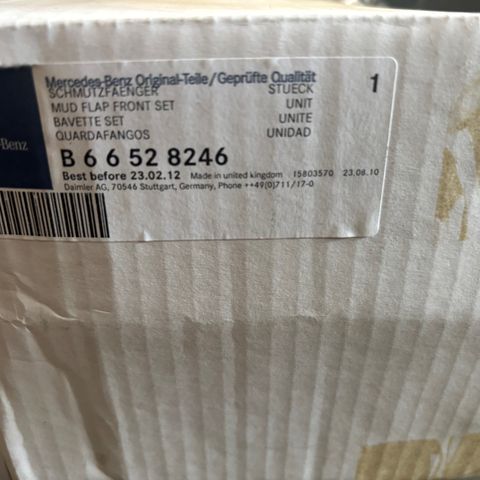 Mercedes-Benz Original-Teile/Geprüfte Qualität
SCHMUTZFAENGER STUECK 1
MUD FLAP FRONT SET UNIT
BAVETTE SET UNITE
QUARDAFANGOS UNIDAD
-Benz
B 6 6 52 8246
Best before 23.02.12 Made in united kingdom 15803570 23.08.10
Daimler AG, 70546 Stuttgart, Germany, Phone ++49(0)711/17-0